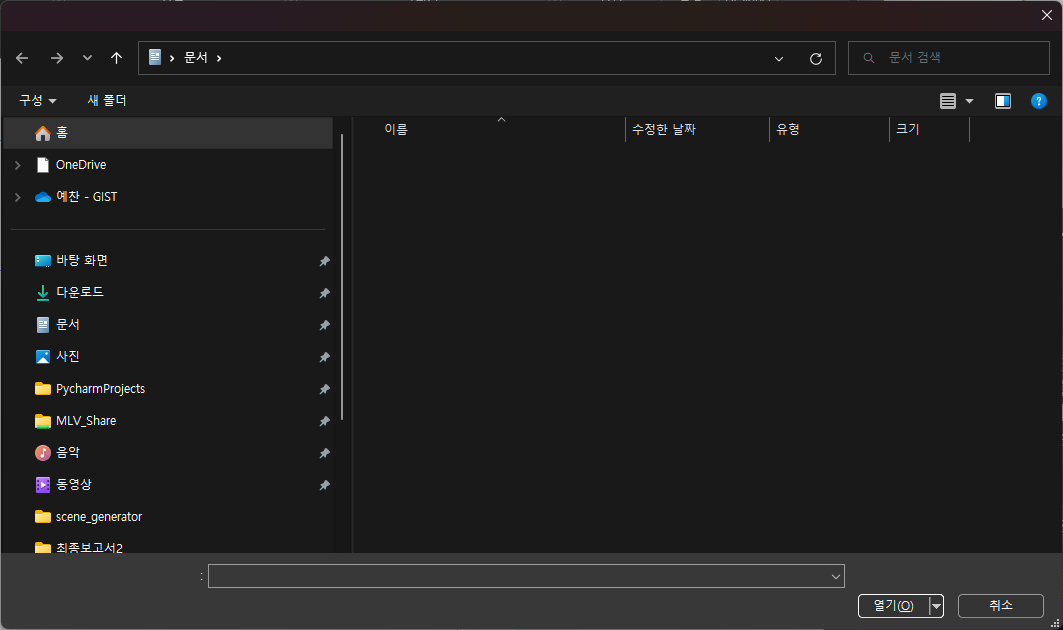 문서
문서 검색
구성
새 폴더
?
홈
OneDrive
예찬 - GIST
바탕 화면
다운로드
문서
사진
PycharmProjects
MLV_Share
음악
동영상
scene_generator
최종보고서2
이름
수정한 날짜
유형
크기
:
열기(O)
취소